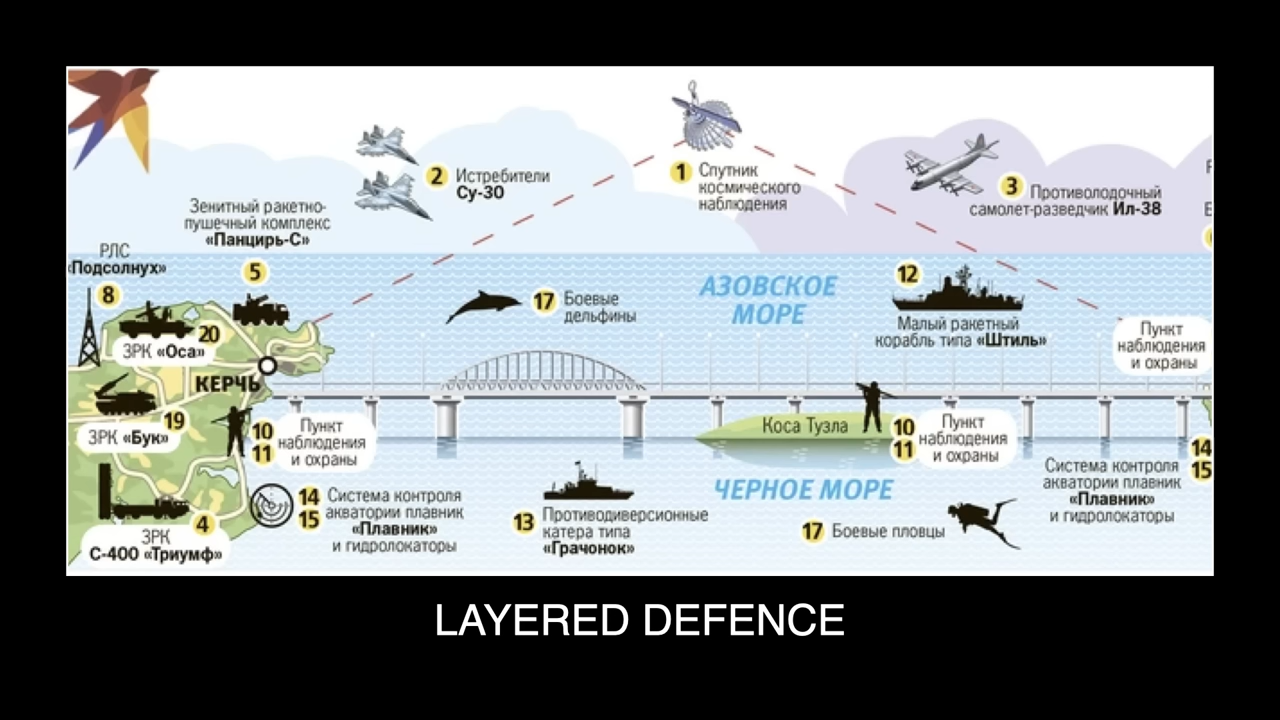 1
Спутник
космического
наблюдения
2
Истребители
Су-30
3
Противолодочный
самолет-разведчик Ил-38
Зенитный ракетно-
пушечный комплекс
«Панцирь-С»
5
РЛС
«Подсолнух»
8
20
ЗРК «Оса»
КЕРЧЬ
19
ЗРК «Бук»
4
ЗРК
С-400 «Триумф»
17
Боевые
дельфины
АЗОВСКОЕ
МОРЕ
12
Малый ракетный
корабль типа «Штиль»
Пункт
наблюдения
и охраны
10
11
Пункт
наблюдения
и охраны
Коса Тузла
10
11
Пункт
наблюдения
и охраны
14
15
Система контроля
акватории плавник
«Плавник»
и гидролокаторы
13
Противодиверсионные
катера типа
«Грачонок»
ЧЕРНОЕ МОРЕ
17
Боевые пловцы
Система контроля
акватории плавник
«Плавник»
и гидролокаторы
14
15
LAYERED DEFENCE